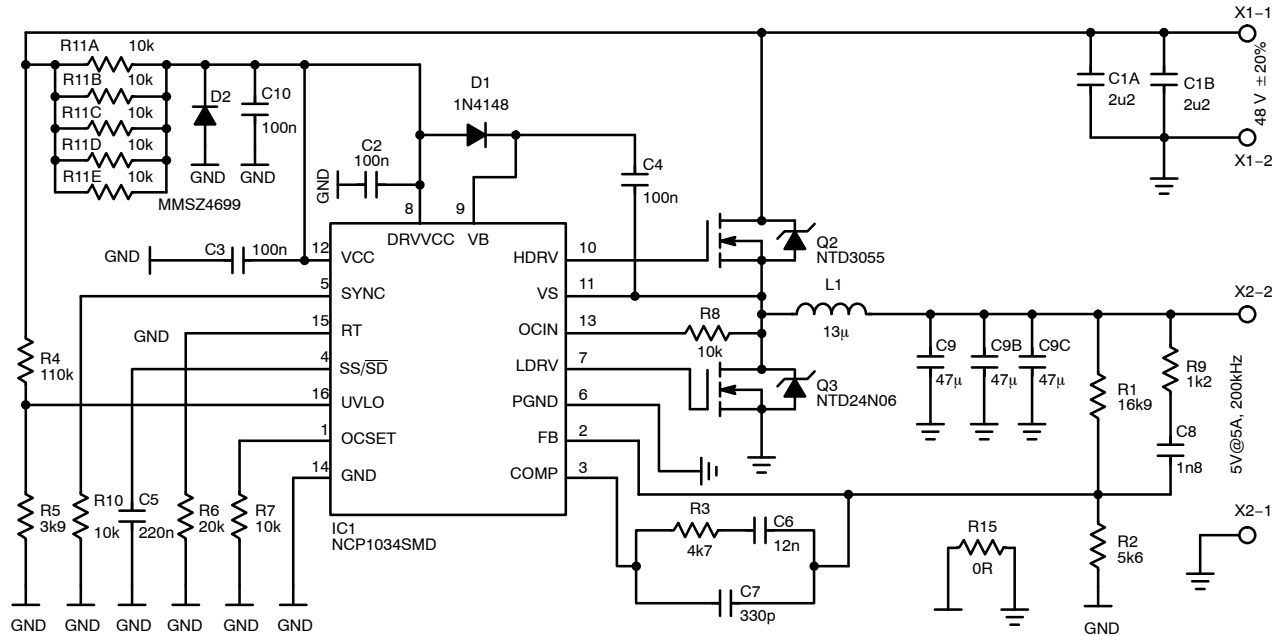 X1-1
R11A 10k
R11B 10k
R11C 10k
R11D 10k
R11E 10k
D2
C10
100n
GND
GND
MMSZ4699
D1
1N4148
C2
100n
GND
C4
100n
C1A
2u2
C1B
2u2
48 V ±20%
X1-2
8
9
DRVVCC
VB
GND
C3
100n
12
VCC
5
SYNC
GND
15
RT
4
SS/SD
16
UVLO
1
OCSET
14
GND
HDRV
10
VS
11
OCIN
13
LDRV
7
PGND
6
FB
2
COMP
3
IC1
NCP1034SMD
Q2
NTD3055
L1
13µ
R8
10k
Q3
NTD24N06
X2-2
C9
47µ
C9B
47µ
C9C
47µ
R1
16k9
R9
1k2
C8
1n8
5V@5A, 200kHz
R4
110k
R5
3k9
R10
10k
C5
220n
R6
20k
R7
10k
R3
4k7
C6
12n
C7
330p
R15
0R
R2
5k6
X2-1
GND
GND
GND
GND
GND
GND
GND